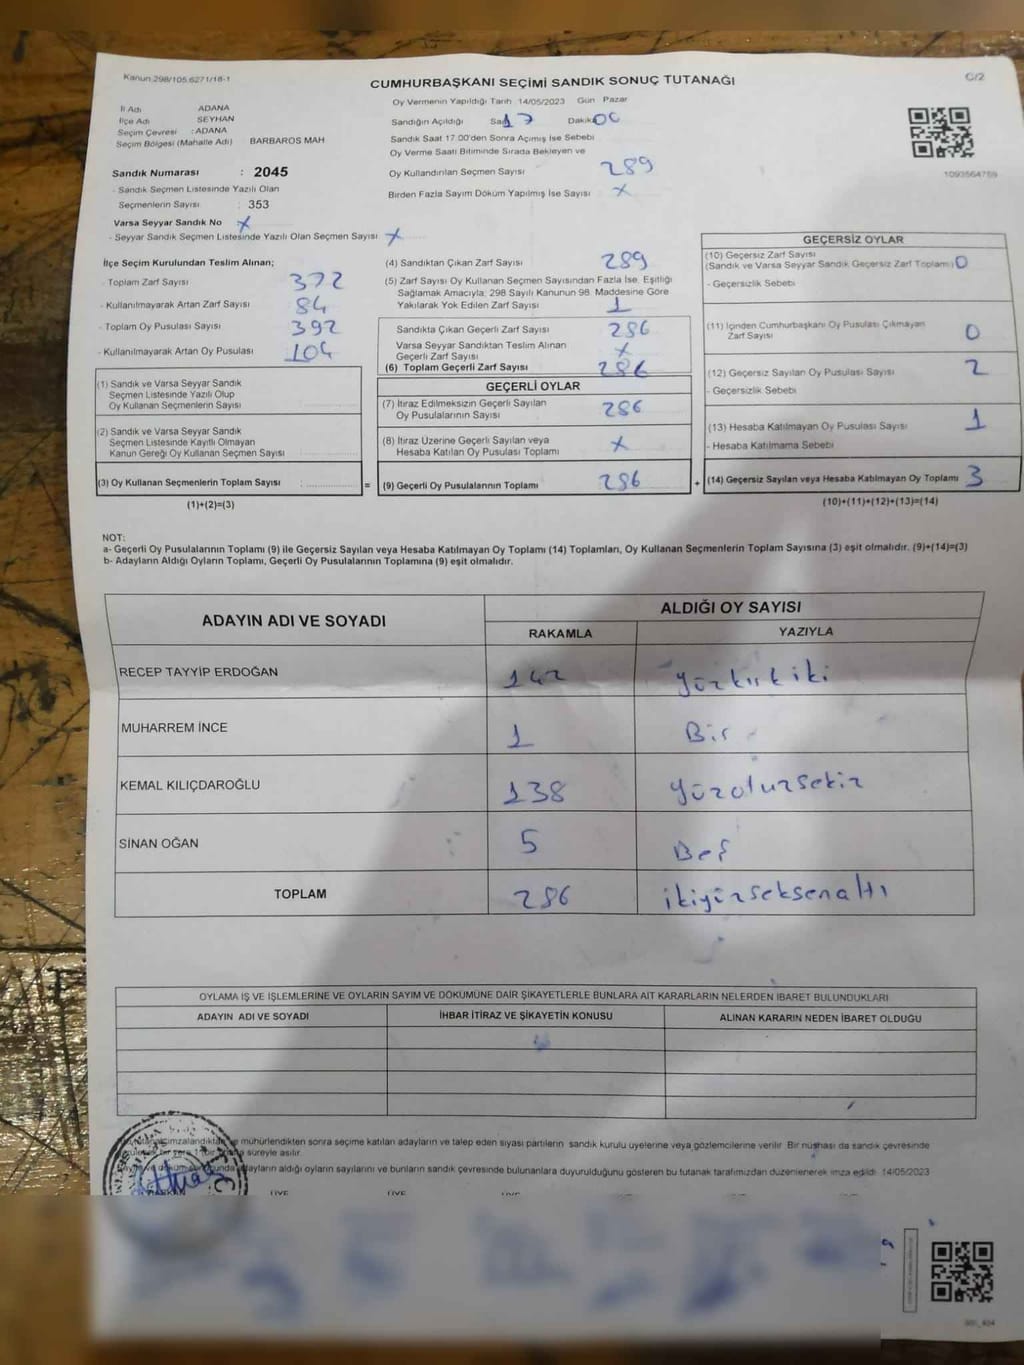 Kanun 298/105.6271/18-1
CUMHURBAŞKANI SEÇİMİ SANDIK SONUÇ TUTANAĞI
C/2
İl Adı ADANA
İlçe Adı SEYHAN
Seçim Çevresi : ADANA
Seçim Bölgesi (Mahalle Adı) BARBAROS MAH
Oy Vermenin Yapıldığı Tarih 14/05/2023 Gün Pazar
Sandığın Açıldığı Saat 17 Dakika 00
Sandık Saat 17.00'den Sonra Açılmış İse Sebebi
Oy Verme Saati Bitiminde Sırada Bekleyen ve
Oy Kullandırılan Seçmen Sayısı 289
Birden Fazla Sayım Döküm Yapılmış İse Sayısı X
1093564759
Sandık Numarası : 2045
- Sandık Seçmen Listesinde Yazılı Olan
Seçmenlerin Sayısı : 353
Varsa Seyyar Sandık No X
- Seyyar Sandık Seçmen Listesinde Yazılı Olan Seçmen Sayısı X
İlçe Seçim Kurulundan Teslim Alınan;
- Toplam Zarf Sayısı 372
- Kullanılmayarak Artan Zarf Sayısı 84
- Toplam Oy Pusulası Sayısı 392
- Kullanılmayarak Artan Oy Pusulası 104
(1) Sandık ve Varsa Seyyar Sandık
Seçmen Listesinde Yazılı Olup
Oy Kullanan Seçmenlerin Sayısı :
(2) Sandık ve Varsa Seyyar Sandık
Seçmen Listesinde Kayıtlı Olmayan
Kanun Gereği Oy Kullanan Seçmen Sayısı :
(3) Oy Kullanan Seçmenlerin Toplam Sayısı :
(1)+(2)=(3)
(4) Sandıktan Çıkan Zarf Sayısı 289
(5) Zarf Sayısı Oy Kullanan Seçmen Sayısından Fazla İse, Eşitliği
Sağlamak Amacıyla; 298 Sayılı Kanunun 98. Maddesine Göre
Yakılarak Yok Edilen Zarf Sayısı 1
Sandıkta Çıkan Geçerli Zarf Sayısı 286
Varsa Seyyar Sandıktan Teslim Alınan
Geçerli Zarf Sayısı X
(6) Toplam Geçerli Zarf Sayısı 286
GEÇERLİ OYLAR
(7) İtiraz Edilmeksizin Geçerli Sayılan
Oy Pusulalarının Sayısı 286
(8) İtiraz Üzerine Geçerli Sayılan veya
Hesaba Katılan Oy Pusulası Toplamı X
= (9) Geçerli Oy Pusulalarının Toplamı 286 +
GEÇERSİZ OYLAR
(10) Geçersiz Zarf Sayısı
(Sandık ve Varsa Seyyar Sandık Geçersiz Zarf Toplamı) 0
- Geçersizlik Sebebi
(11) İçinden Cumhurbaşkanı Oy Pusulası Çıkmayan
Zarf Sayısı 0
(12) Geçersiz Sayılan Oy Pusulası Sayısı 2
- Geçersizlik Sebebi
(13) Hesaba Katılmayan Oy Pusulası Sayısı 1
- Hesaba Katılmama Sebebi
(14) Geçersiz Sayılan veya Hesaba Katılmayan Oy Toplamı 3
(10)+(11)+(12)+(13)=(14)
NOT:
a- Geçerli Oy Pusulalarının Toplamı (9) ile Geçersiz Sayılan veya Hesaba Katılmayan Oy Toplamı (14) Toplamları, Oy Kullanan Seçmenlerin Toplam Sayısına (3) eşit olmalıdır. (9)+(14)=(3)
b- Adayların Aldığı Oyların Toplamı, Geçerli Oy Pusulalarının Toplamına (9) eşit olmalıdır.
ADAYIN ADI VE SOYADI ALDIĞI OY SAYISI
RAKAMLA YAZIYLA
RECEP TAYYİP ERDOĞAN 142 Yüzkırkiki
MUHARREM İNCE 1 Bir
KEMAL KILIÇDAROĞLU 138 Yüzotuzsekiz
SİNAN OĞAN 5 Beş
TOPLAM 286 ikiyüzseksenaltı
OYLAMA İŞ VE İŞLEMLERİNE VE OYLARIN SAYIM VE DÖKÜMÜNE DAİR ŞİKAYETLERLE BUNLARA AİT KARARLARIN NELERDEN İBARET BULUNDUKLARI
ADAYIN ADI VE SOYADI İHBAR İTİRAZ VE ŞİKAYETİN KONUSU ALINAN KARARIN NEDEN İBARET OLDUĞU
mühürlendikten sonra seçime katılan adayların ve talep eden siyasi partilerin sandık kurulu üyelerine veya gözlemcilerine verilir. Bir nüshası da sandık çevresinde
süreyle asılır.
adayların aldığı oyların sayılarını ve bunların sandık çevresinde bulunanlara duyurulduğunu gösteren bu tutanak tarafımızdan düzenlenerek imza edildi. 14/05/2023
BAŞKAN ÜYE ÜYE ÜYE